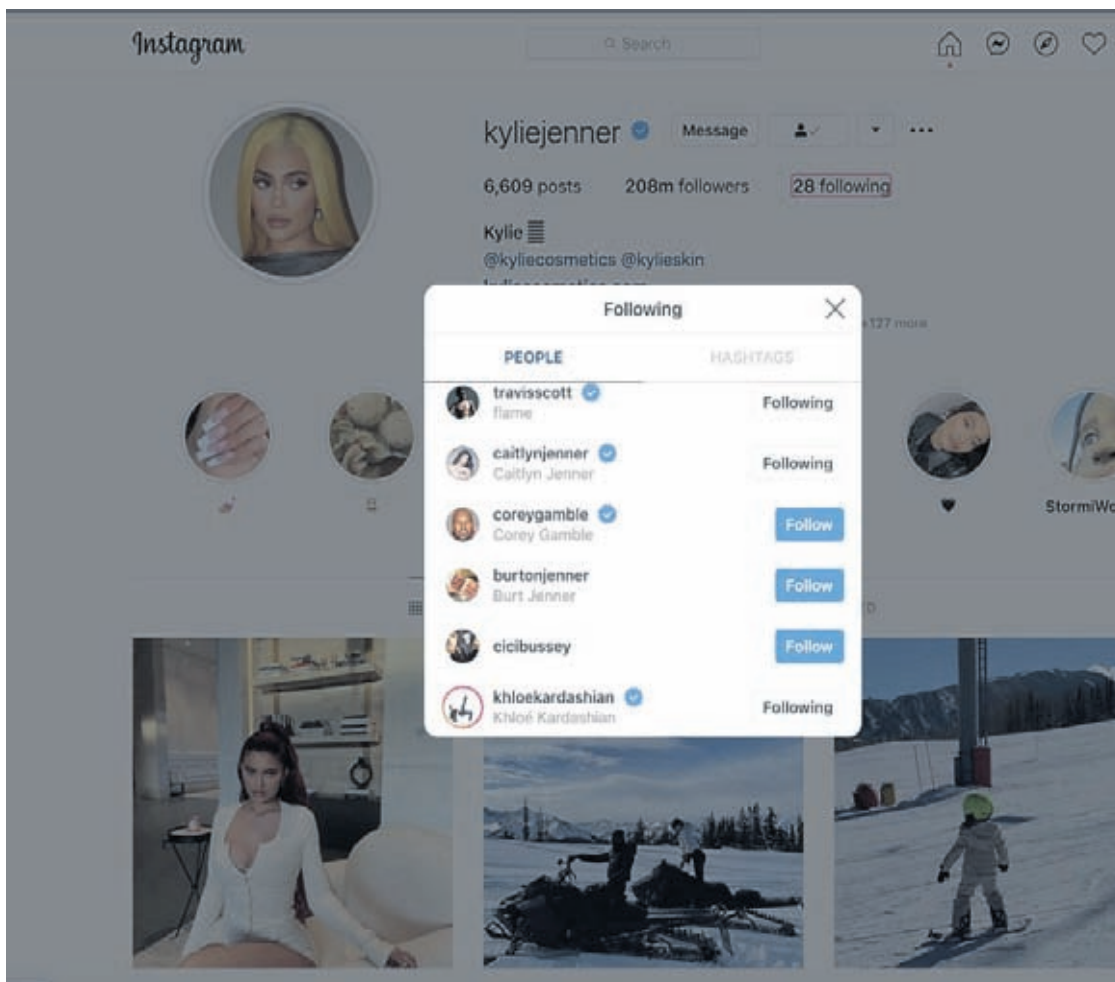 Instagram
Search
kyliejenner
Message
6,609 posts 208m followers 28 following
Kylie
@kyliecosmetics @kylieskin
Following
127 more
PEOPLE HASHTAGS
travisscott
flame
Following
caitlynjenner
Caitlyn Jenner
Following
coreygamble
Corey Gamble
Follow
burtonjenner
Burt Jenner
Follow
cicibussey
Follow
khloekardashian
Khloé Kardashian
Following
StormiWo